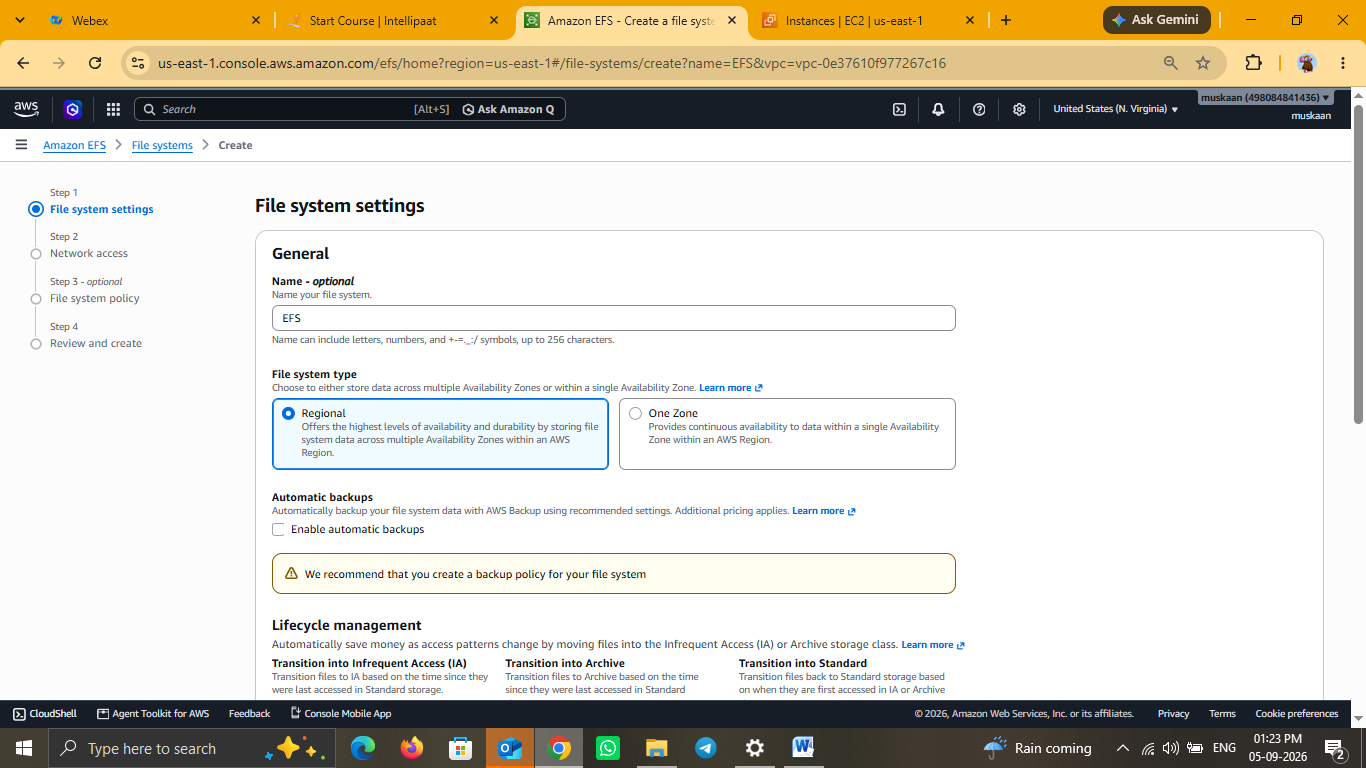 Webex
Start Course | Intellipaat
Amazon EFS - Create a file syste
Instances | EC2 | us-east-1
Ask Gemini
us-east-1.console.aws.amazon.com/efs/home?region=us-east-1#/file-systems/create?name=EFS&vpc=vpc-0e37610f977267c16
aws
Search
[Alt+S]
Ask Amazon Q
United States (N. Virginia)
muskaan (498084841436)
muskaan
Amazon EFS
File systems
Create
Step 1
File system settings
Step 2
Network access
Step 3 - optional
File system policy
Step 4
Review and create
File system settings
General
Name - optional
Name your file system.
EFS
Name can include letters, numbers, and +-=._:/ symbols, up to 256 characters.
File system type
Choose to either store data across multiple Availability Zones or within a single Availability Zone. Learn more
Regional
Offers the highest levels of availability and durability by storing file
system data across multiple Availability Zones within an AWS
Region.
One Zone
Provides continuous availability to data within a single Availability
Zone within an AWS Region.
Automatic backups
Automatically backup your file system data with AWS Backup using recommended settings. Additional pricing applies. Learn more
Enable automatic backups
We recommend that you create a backup policy for your file system
Lifecycle management
Automatically save money as access patterns change by moving files into the Infrequent Access (IA) or Archive storage class. Learn more
Transition into Infrequent Access (IA)
Transition files to IA based on the time since they
were last accessed in Standard storage.
Transition into Archive
Transition files to Archive based on the time
since they were last accessed in Standard
Transition into Standard
Transition files back to Standard storage based
on when they are first accessed in IA or Archive
CloudShell
Agent Toolkit for AWS
Feedback
Console Mobile App
© 2026, Amazon Web Services, Inc. or its affiliates.
Privacy
Terms
Cookie preferences
Type here to search
Rain coming
ENG
01:23 PM
05-09-2026
2